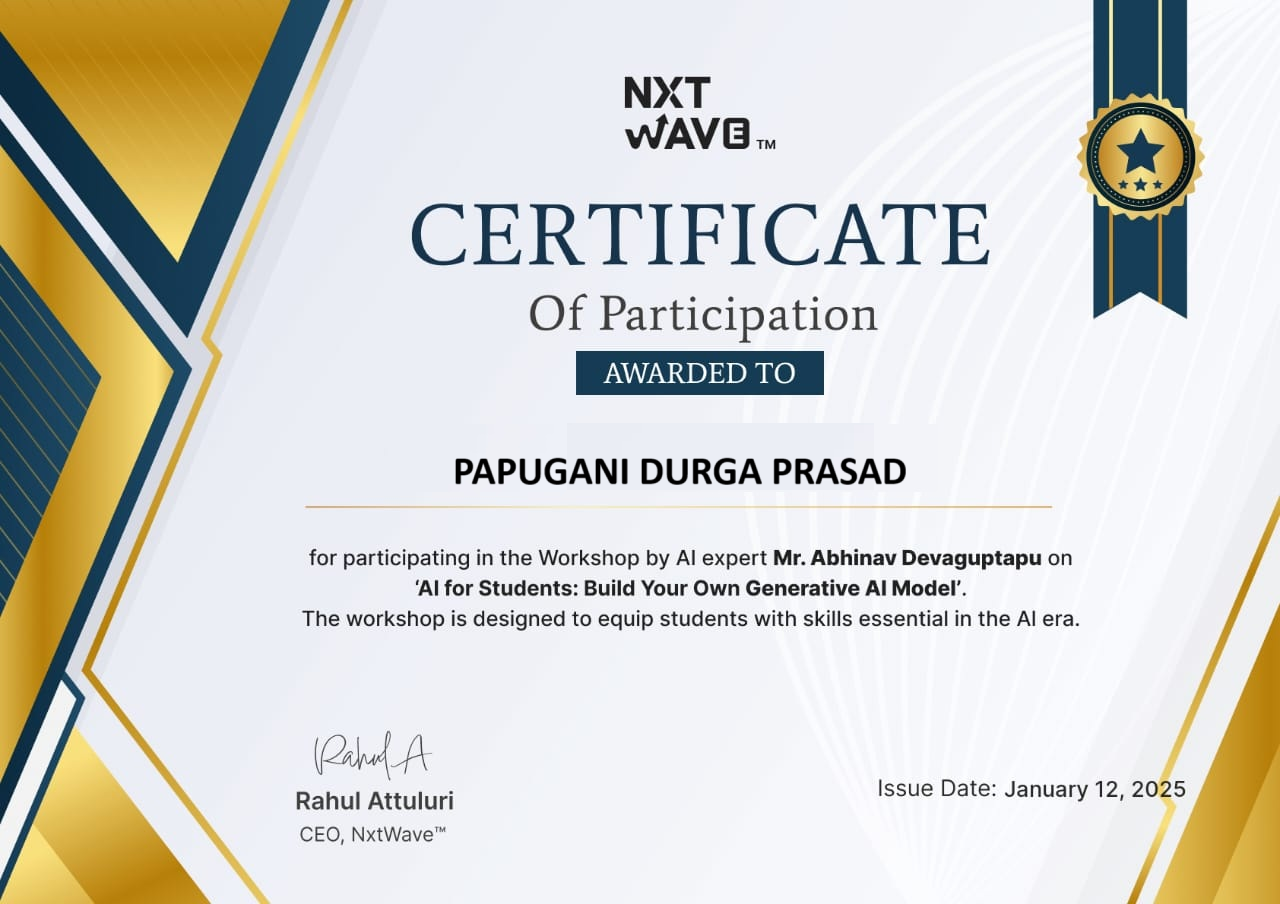 NXT
WAVE TM
CERTIFICATE
Of Participation
AWARDED TO
PAPUGANI DURGA PRASAD
for participating in the Workshop by AI expert Mr. Abhinav Devaguptapu on
‘AI for Students: Build Your Own Generative AI Model’.
The workshop is designed to equip students with skills essential in the AI era.
Rahul A
Rahul Attuluri
CEO, NxtWave™
Issue Date: January 12, 2025